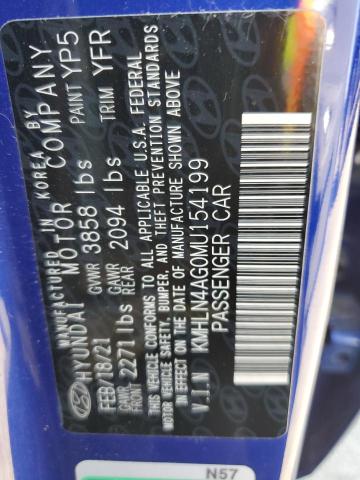 MANUFACTURED IN KOREA BY
HYUNDAI MOTOR COMPANY
FEB/18/21 GVWR 3858 lbs PAINT YP5
GAWR FRONT 2271lbs GAWR REAR 2094 lbs TRIM YFR
THIS VEHICLE CONFORMS TO ALL APPLICABLE U.S.A. FEDERAL
MOTOR VEHICLE SAFETY, BUMPER, AND THEFT PREVENTION STANDARDS
IN EFFECT ON THE DATE OF MANUFACTURE SHOWN ABOVE
V.I.N KMHLN4AG0MU154199
PASSENGER CAR
N57